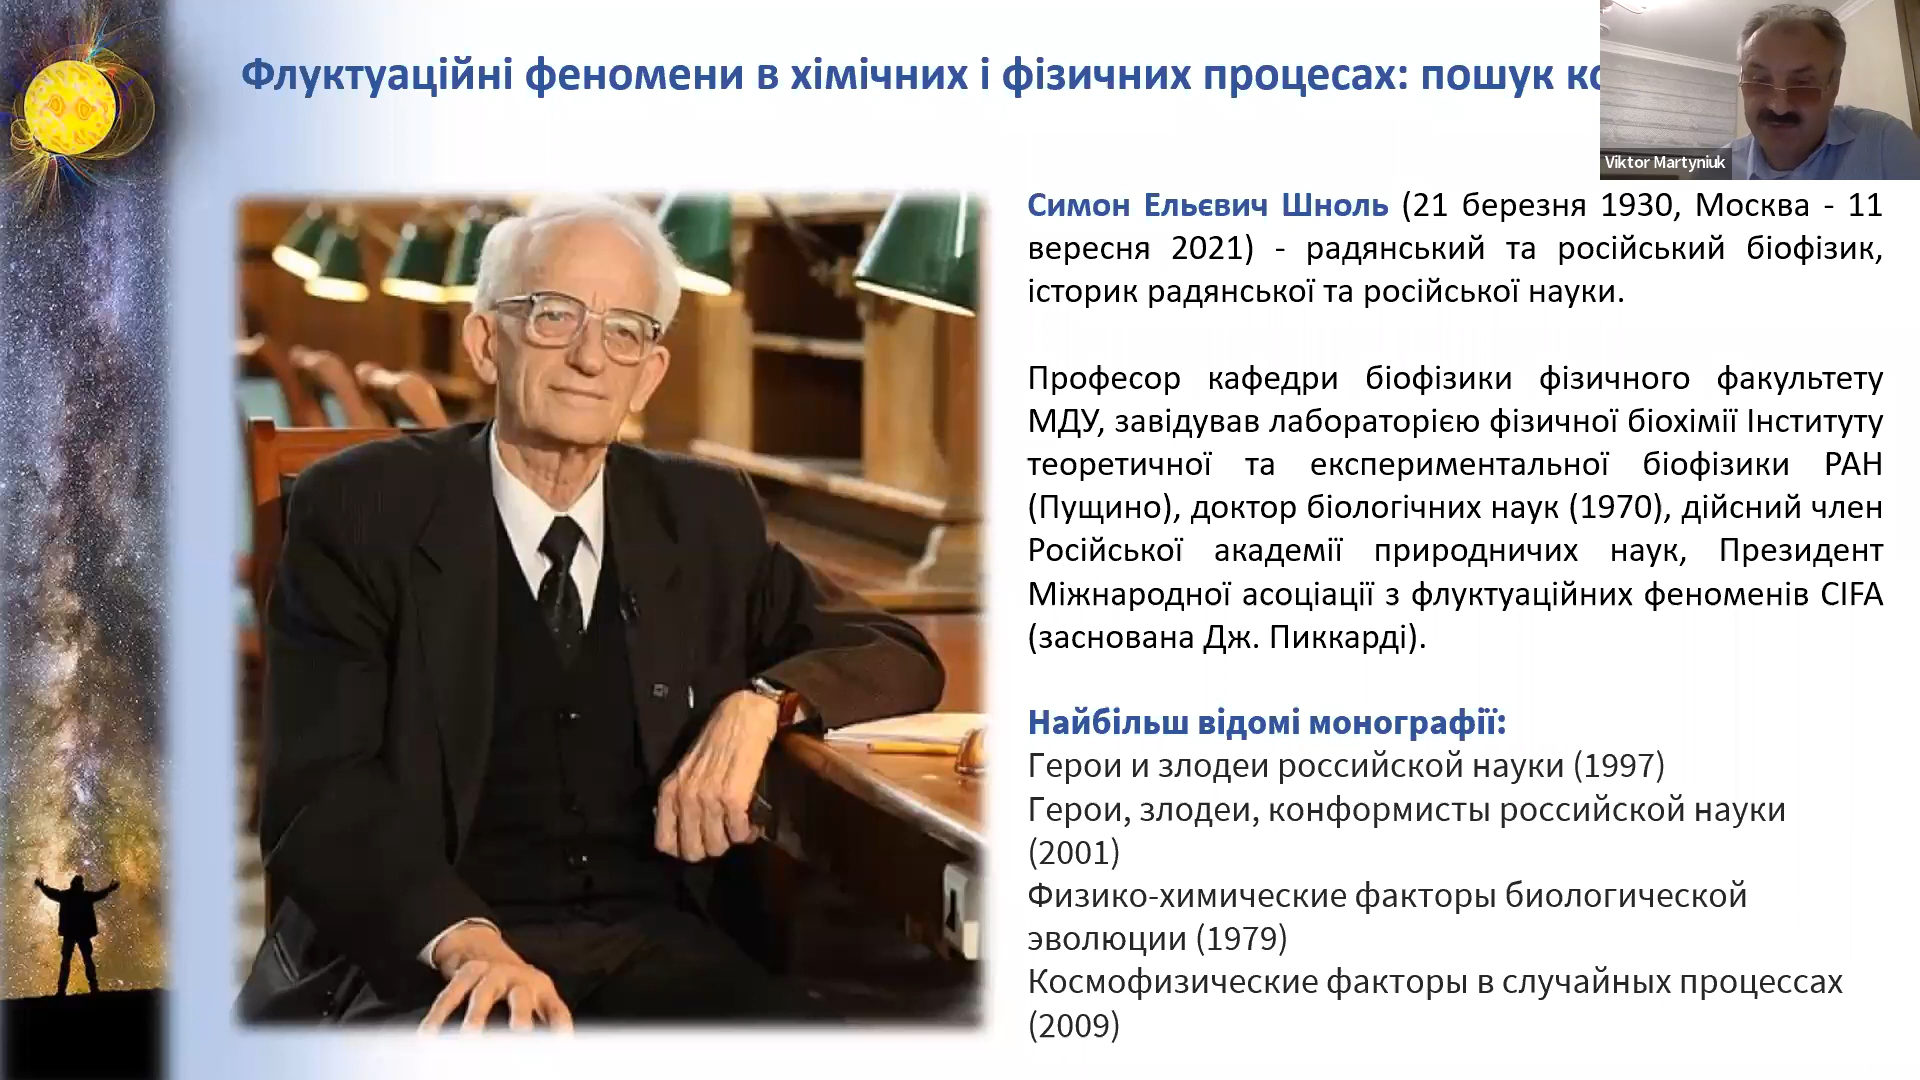 Флуктуаційні феномени в хімічних і фізичних процесах: пошук
Viktor Martyniuk
Симон Ельєвич Шноль (21 березня 1930, Москва - 11
вересня 2021) - радянський та російський біофізик,
історик радянської та російської науки.
Професор кафедри біофізики фізичного факультету
МДУ, завідував лабораторією фізичної біохімії Інституту
теоретичної та експериментальної біофізики РАН
(Пущино), доктор біологічних наук (1970), дійсний член
Російської академії природничих наук, Президент
Міжнародної асоціації з флуктуаційних феноменів CIFA
(заснована Дж. Пиккарді).
Найбільш відомі монографії:
Герои и злодеи российской науки (1997)
Герои, злодеи, конформисты российской науки
(2001)
Физико-химические факторы биологической
эволюции (1979)
Космофизические факторы в случайных процессах
(2009)